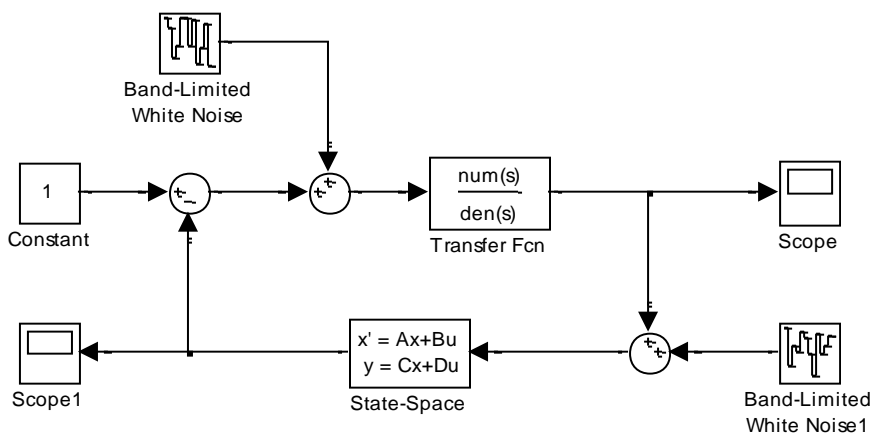 Band-Limited
White Noise
1
Constant
+
−
+
+
num(s)
den(s)
Transfer Fcn
Scope
Scope1
x' = Ax+Bu
y = Cx+Du
State-Space
+
+
Band-Limited
White Noise1